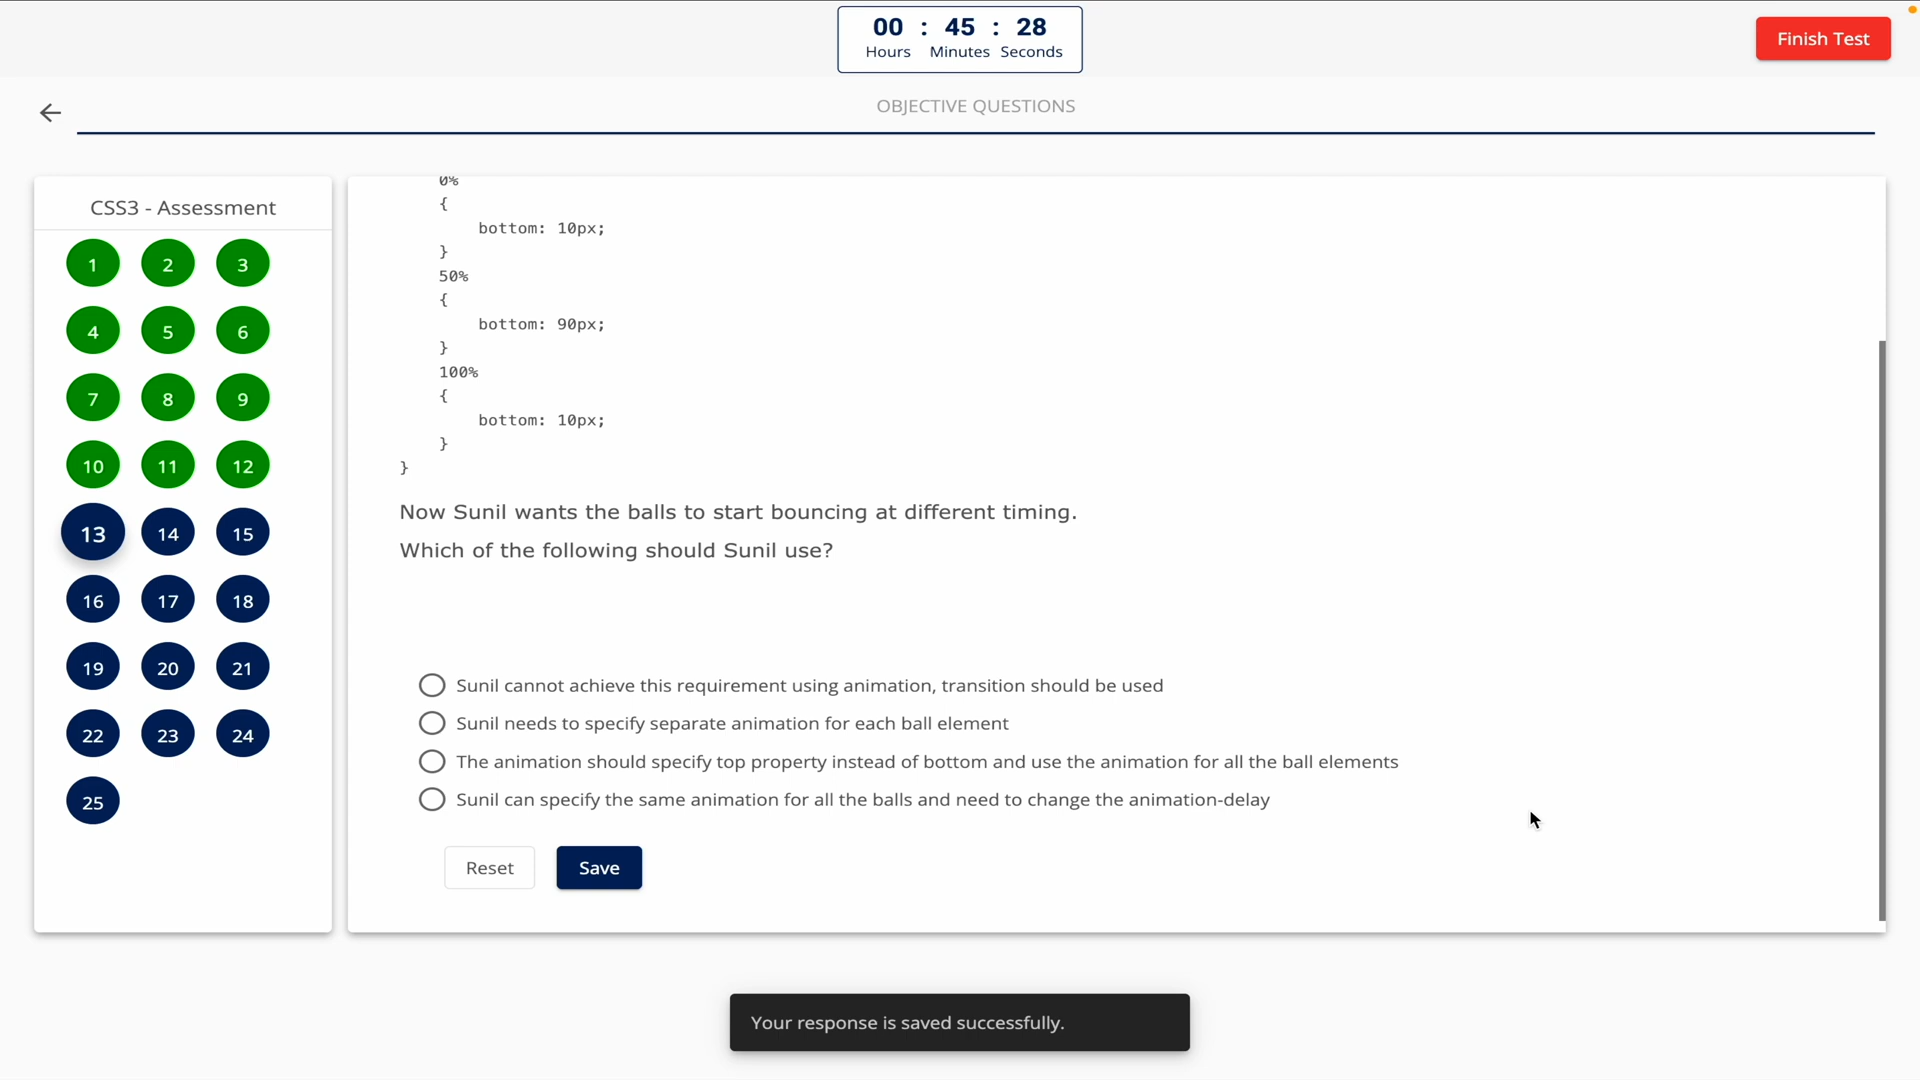 00 : 45 : 28
Hours Minutes Seconds
Finish Test
OBJECTIVE QUESTIONS
CSS3 - Assessment
1 2 3
4 5 6
7 8 9
10 11 12
13 14 15
16 17 18
19 20 21
22 23 24
25
0%
{
bottom: 10px;
}
50%
{
bottom: 90px;
}
100%
{
bottom: 10px;
}
}
Now Sunil wants the balls to start bouncing at different timing.
Which of the following should Sunil use?
Sunil cannot achieve this requirement using animation, transition should be used
Sunil needs to specify separate animation for each ball element
The animation should specify top property instead of bottom and use the animation for all the ball elements
Sunil can specify the same animation for all the balls and need to change the animation-delay
Reset Save
Your response is saved successfully.